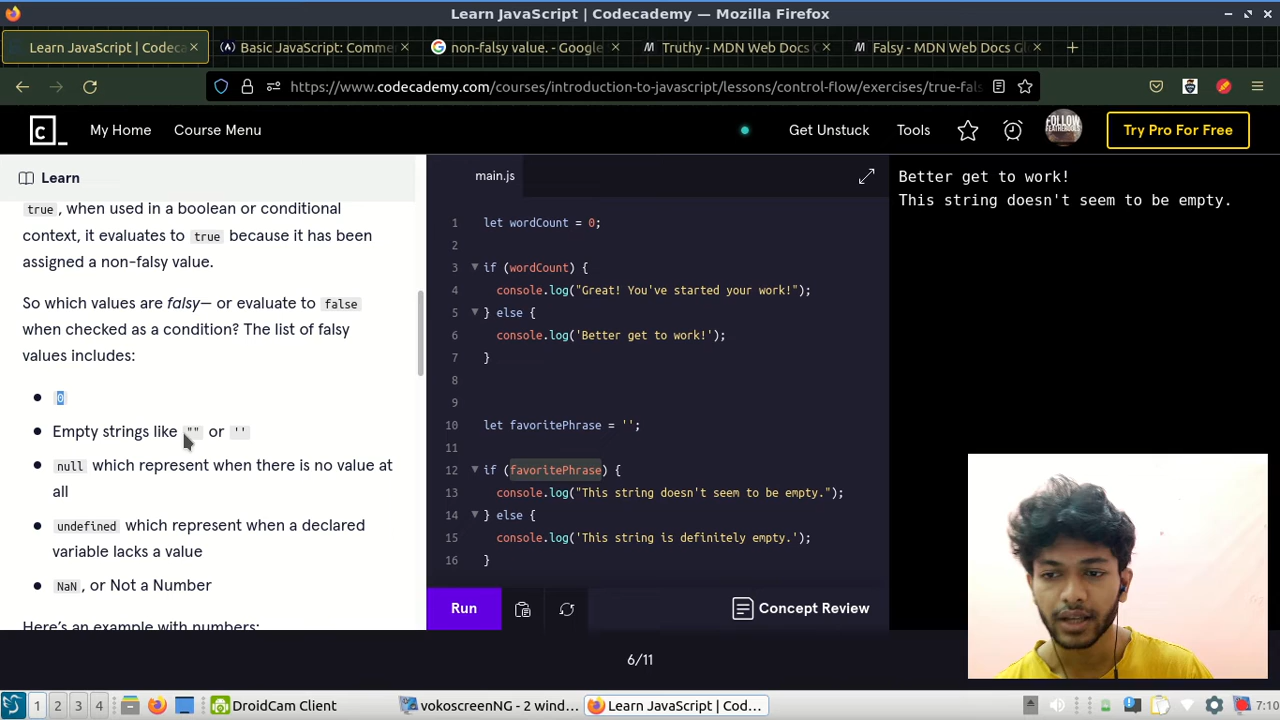 Learn JavaScript | Codecademy — Mozilla Firefox
Learn JavaScript | Codeca
Basic JavaScript: Comme
non-falsy value. - Google
Truthy - MDN Web Docs
Falsy - MDN Web Docs Gl
https://www.codecademy.com/courses/introduction-to-javascript/lessons/control-flow/exercises/true-fals
My Home
Course Menu
Get Unstuck
Tools
FOLLOW
Try Pro For Free
Learn
true, when used in a boolean or conditional
context, it evaluates to true because it has been
assigned a non-falsy value.
So which values are falsy— or evaluate to false
when checked as a condition? The list of falsy
values includes:
0
Empty strings like "" or ''
null which represent when there is no value at
all
undefined which represent when a declared
variable lacks a value
NaN, or Not a Number
Here's an example with numbers:
main.js
1 let wordCount = 0;
2
3 if (wordCount) {
4 console.log("Great! You've started your work!");
5 } else {
6 console.log('Better get to work!');
7 }
8
9
10 let favoritePhrase = '';
11
12 if (favoritePhrase) {
13 console.log("This string doesn't seem to be empty.");
14 } else {
15 console.log('This string is definitely empty.');
16 }
Run
Concept Review
Better get to work!
This string doesn't seem to be empty.
6/11
1 2 3 4
DroidCam Client
vokoscreenNG - 2 wind...
Learn JavaScript | Cod...
7:10